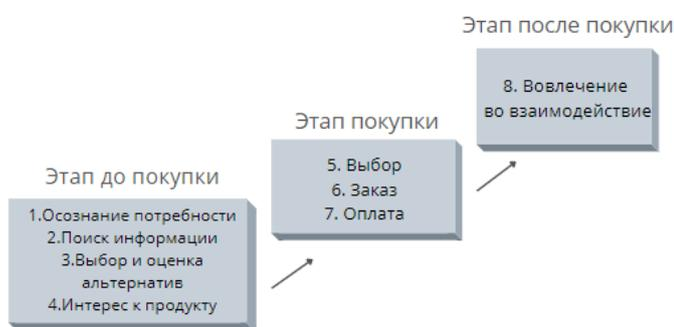 Этап после покупки
8. Вовлечение
во взаимодействие
Этап покупки
5. Выбор
6. Заказ
7. Оплата
Этап до покупки
1.Осознание потребности
2.Поиск информации
3.Выбор и оценка
альтернатив
4.Интерес к продукту